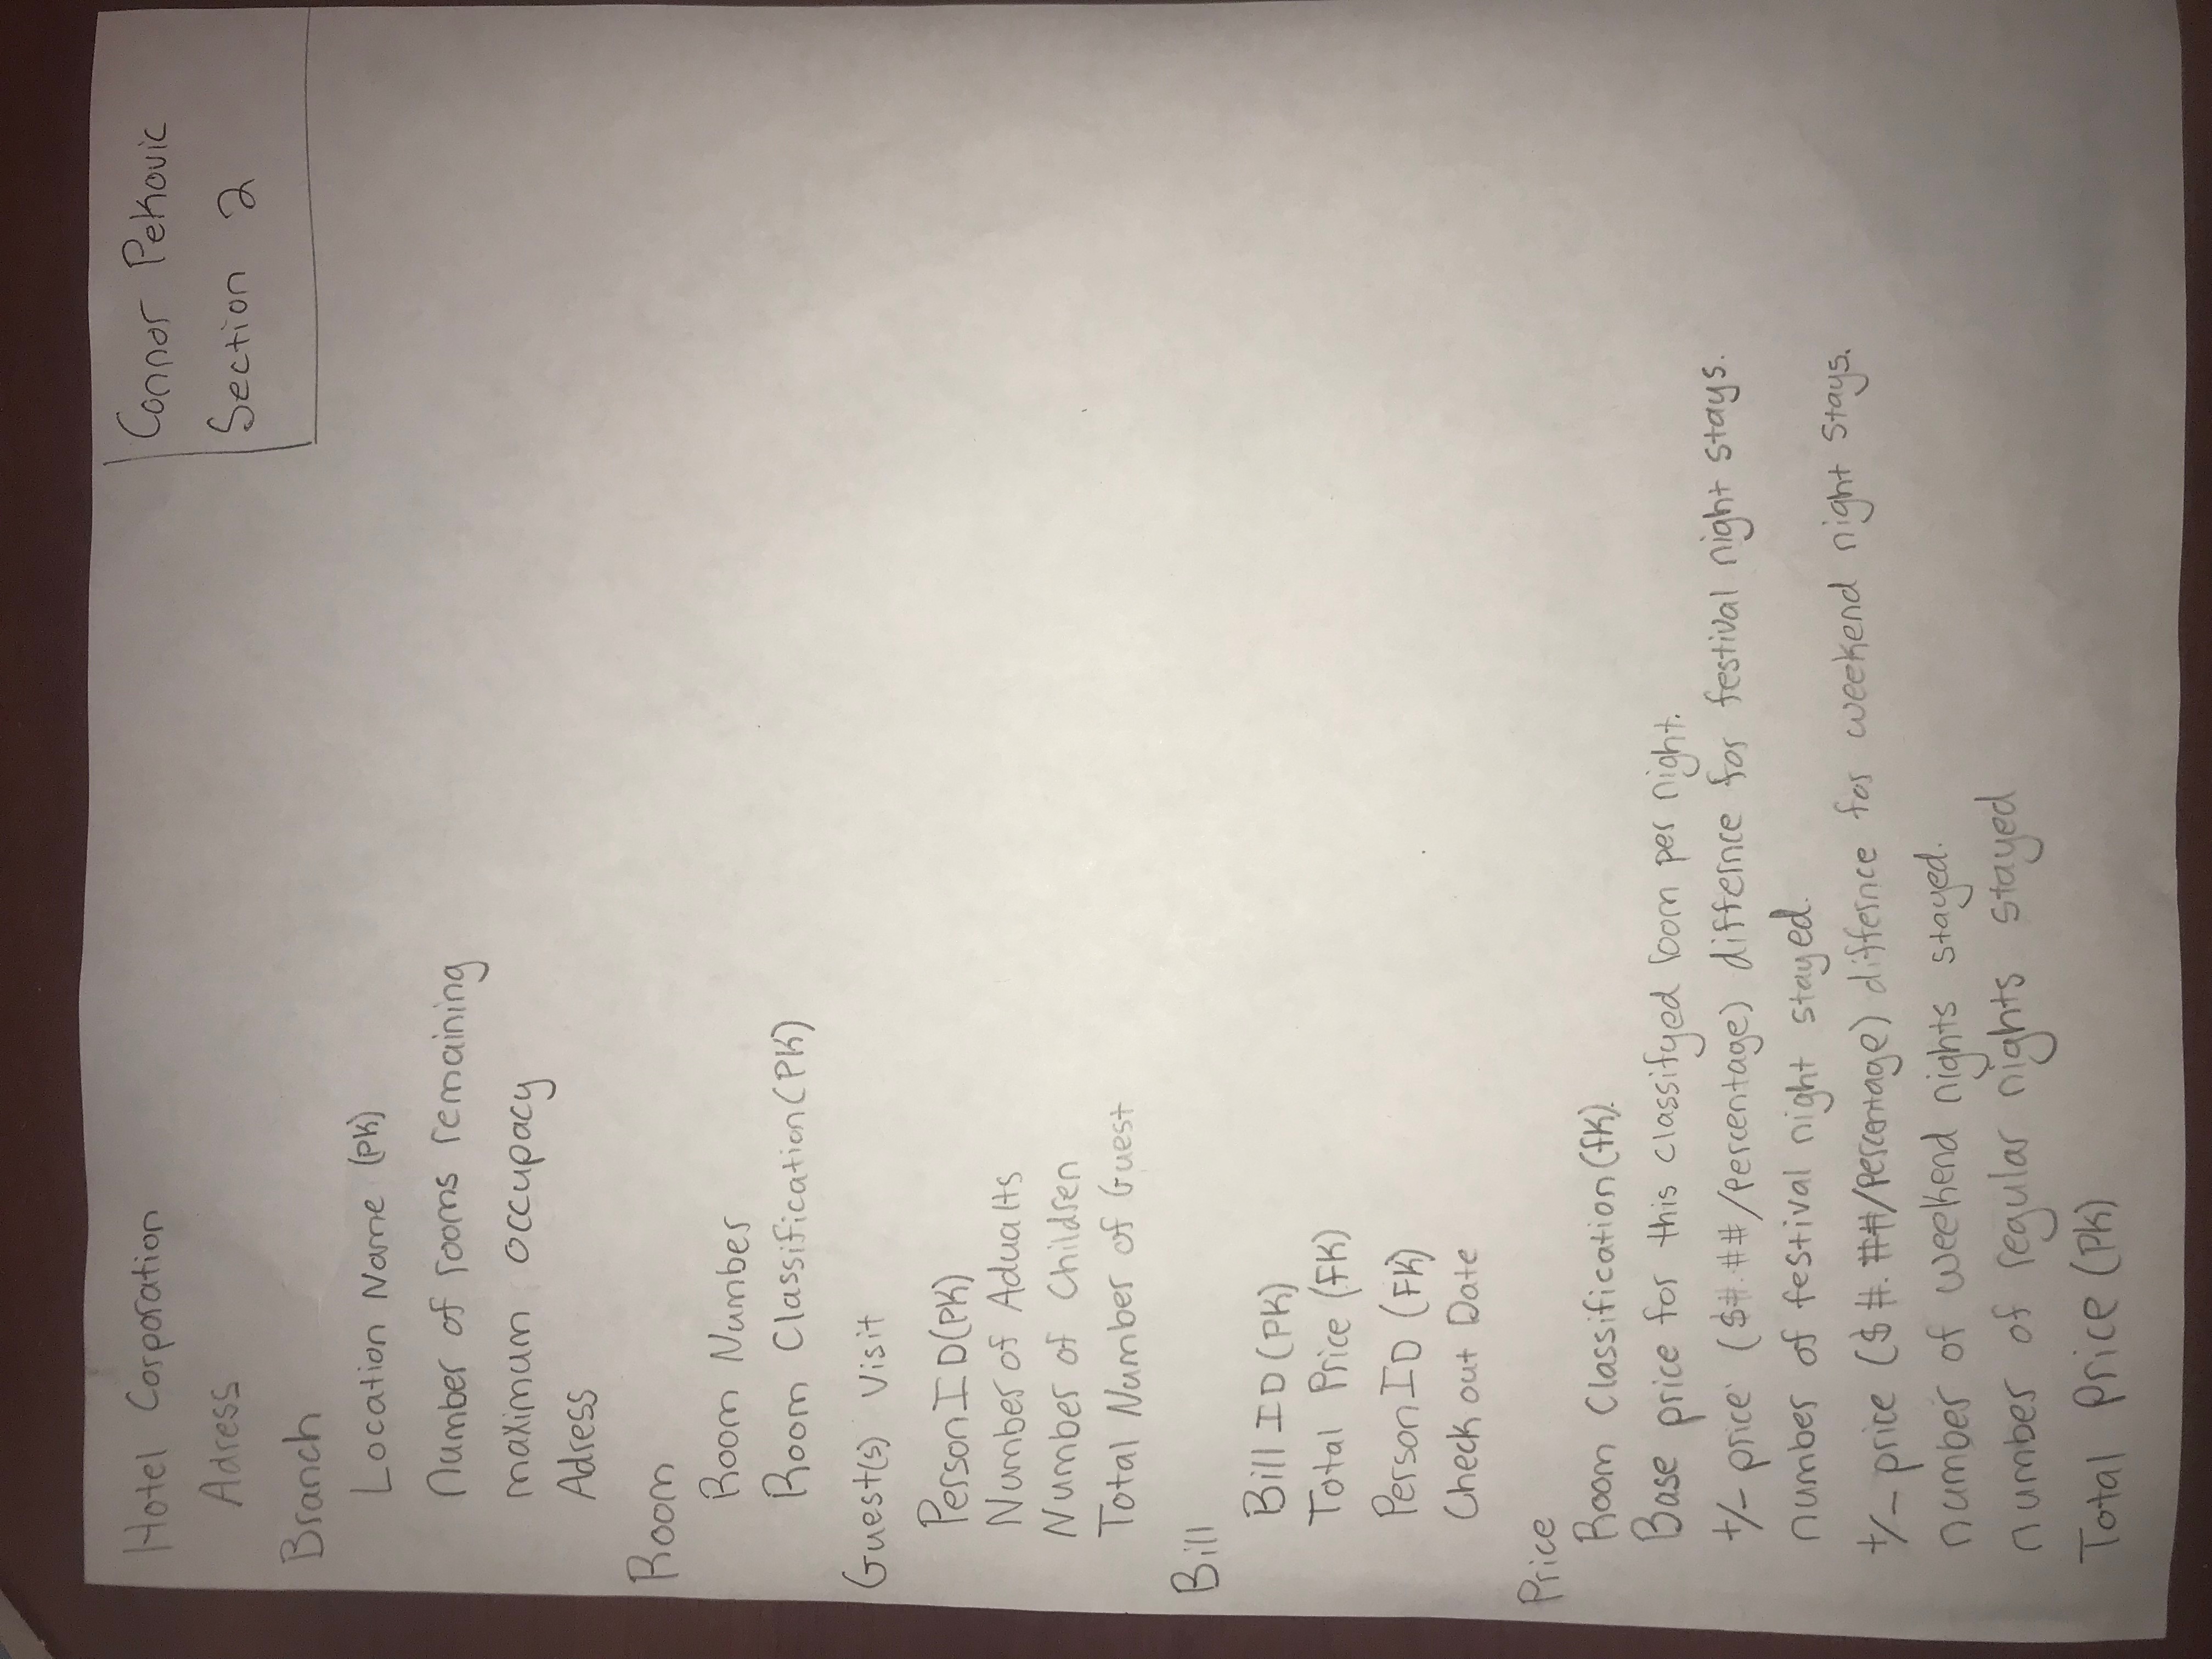 Hotel Corporation
Adress
Connor Pekovic
Section 2
Branch
Location Name (PK)
Number of rooms remaining
maximum occupacy
Adress
Room
Room Number
Room Classification (PK)
Guest(s) Visit
Person ID (PK)
Number of Adualts
Number of Children
Total Number of Guest
Bill
Bill ID (PK)
Total Price (FK)
Person ID (FK)
Check out Date
Price
Room Classification (fK).
Base price for this classifyed room per night.
+/- price ($#.##/percentage) differnce for festival night stays.
number of festival night stayed.
+/- price ($#.##/percentage) differnce for weekend night stays.
number of weekend nights stayed.
number of regular nights stayed
Total Price (PK)